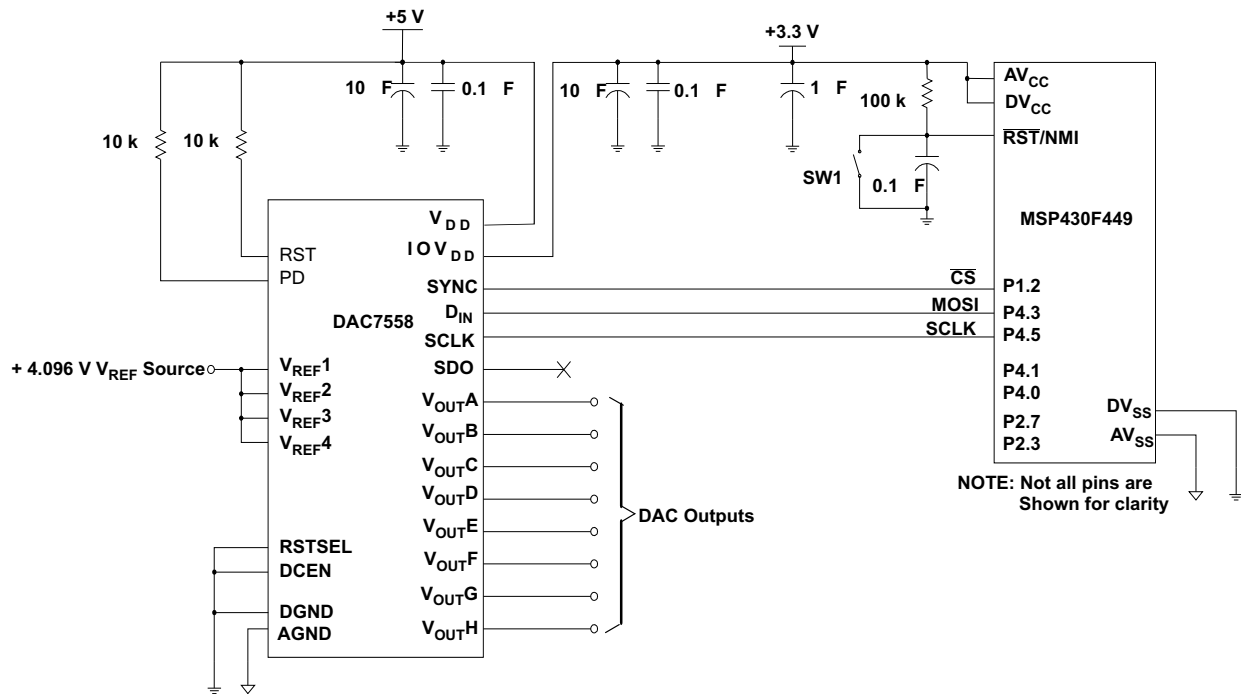 +5 V
+3.3 V
10 F
0.1 F
10 F
0.1 F
1 F
100 k
10 k
10 k
SW1
0.1 F
AVCC
DVCC
RST/NMI
MSP430F449
VDD
IOVDD
RST
PD
SYNC
DIN
SCLK
SDO
DAC7558
CS
MOSI
SCLK
P1.2
P4.3
P4.5
P4.1
P4.0
P2.7
P2.3
DVSS
AVSS
+ 4.096 V VREF Source
VREF1
VREF2
VREF3
VREF4
VOUTA
VOUTB
VOUTC
VOUTD
VOUTE
VOUTF
VOUTG
VOUTH
DAC Outputs
NOTE: Not all pins are
Shown for clarity
RSTSEL
DCEN
DGND
AGND